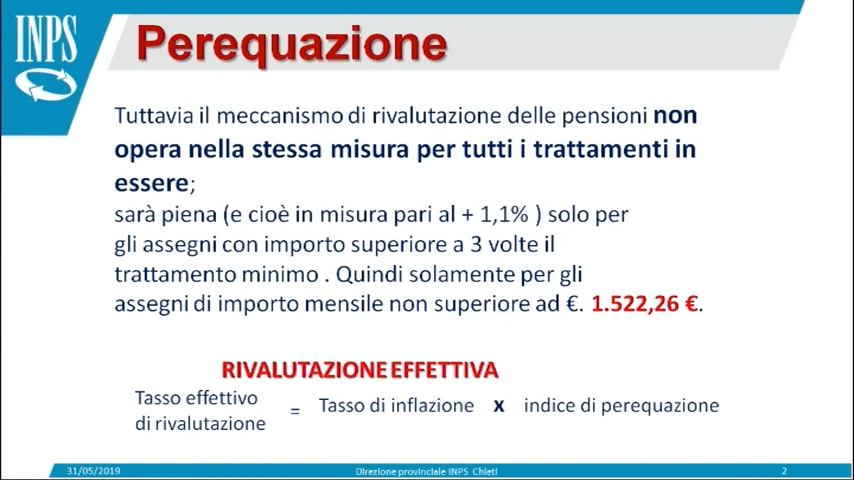 INPS
Perequazione
Tuttavia il meccanismo di rivalutazione delle pensioni non
opera nella stessa misura per tutti i trattamenti in
essere;
sarà piena (e cioè in misura pari al + 1,1% ) solo per
gli assegni con importo superiore a 3 volte il
trattamento minimo . Quindi solamente per gli
assegni di importo mensile non superiore ad €. 1.522,26 €.
RIVALUTAZIONE EFFETTIVA
Tasso effettivo
di rivalutazione
= Tasso di inflazione x indice di perequazione
31/05/2019
Direzione provinciale INPS Chieti
2